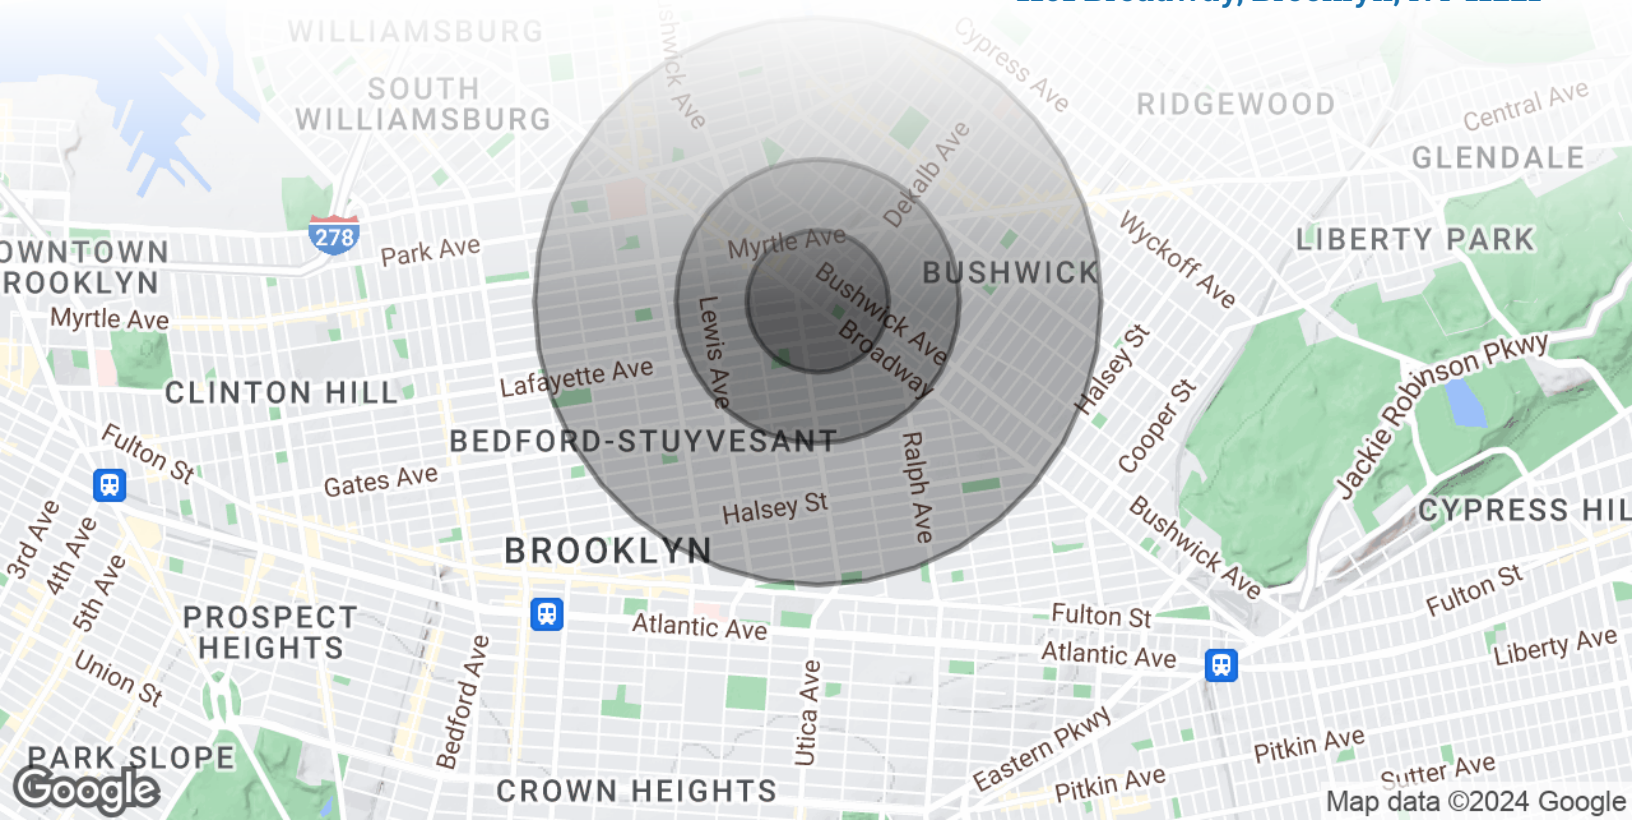 Broadway, Brooklyn,
WILLIAMSBURG
SOUTH
WILLIAMSBURG
Bushwick Ave
Cypress Ave
RIDGEWOOD
Central Ave
GLENDALE
Dekalb Ave
278
Park Ave
Myrtle Ave
LIBERTY PARK
Wyckoff Ave
OWNTOWN
ROOKLYN
BUSHWICK
Bushwick Ave
Broadway
Myrtle Ave
Lewis Ave
Halsey St
Jackie Robinson Pkwy
Lafayette Ave
CLINTON HILL
Cooper St
Fulton St
BEDFORD-STUYVESANT
Ralph Ave
Gates Ave
Halsey St
CYPRESS HIL
Bushwick Ave
3rd Ave
4th Ave
5th Ave
BROOKLYN
PROSPECT
HEIGHTS
Atlantic Ave
Fulton St
Fulton St
Atlantic Ave
Liberty Ave
Union St
Bedford Ave
Utica Ave
Eastern Pkwy
Pitkin Ave
PARK SLOPE
Google
CROWN HEIGHTS
Pitkin Ave
Sutter Ave
Map data ©2024 Google